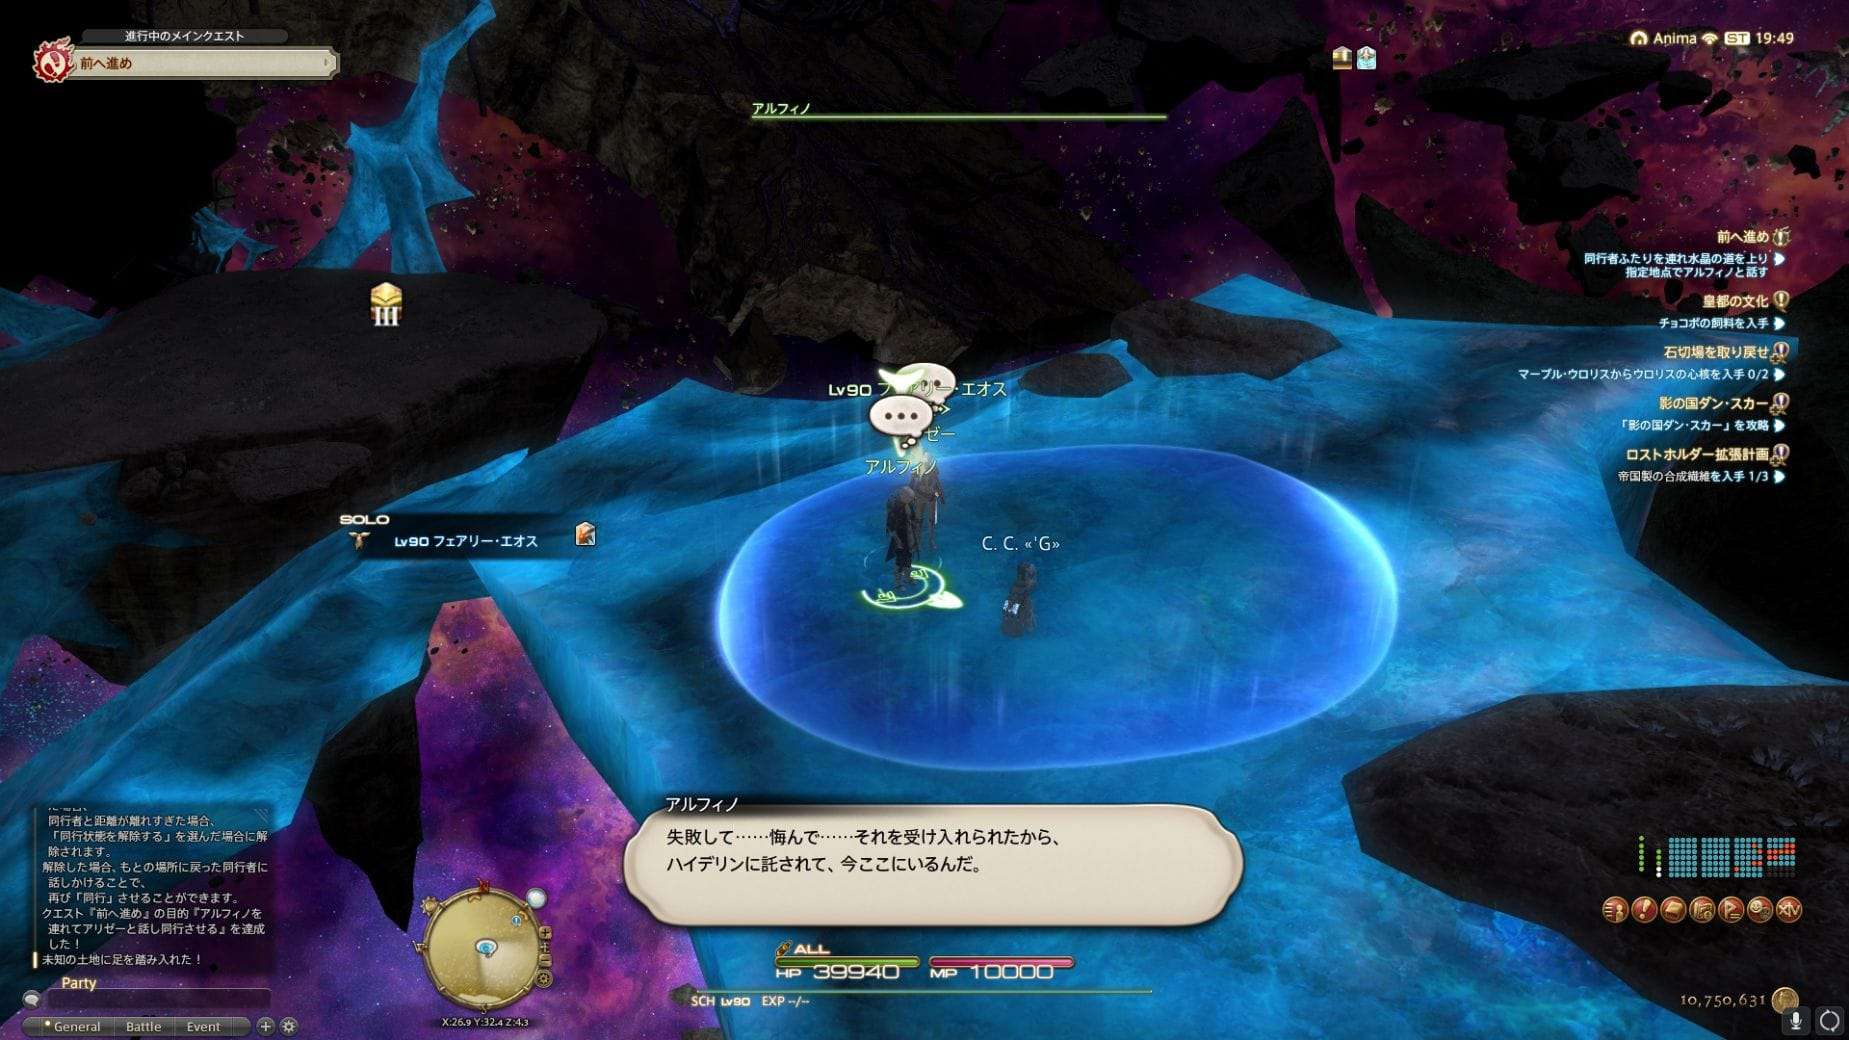 進行中のメインクエスト
前へ進め
Anima ST 19:49
アルフィノ
前へ進め
同行者ふたりを連れ水晶の道を上り
指定地点でアルフィノと話す
皇都の文化
チョコボの飼料を入手
石切場を取り戻せ
マーブル・ウロリスからウロリスの心核を入手 0/2
影の国ダン・スカー
「影の国ダン・スカー」を攻略
ロストホルダー拡張計画
帝国製の合成繊維を入手 1/3
III
Lv90 フェアリー・エオス
ゼー
アルフィノ
C. C. «'G»
SOLO
Lv90 フェアリー・エオス
アルフィノ
失敗して……悔んで……それを受け入れられたから、
ハイデリンに託されて、今ここにいるんだ。
同行者と距離が離れすぎた場合、
「同行状態を解除する」を選んだ場合に解
除されます。
解除した場合、もとの場所に戻った同行者に
話しかけることで、
再び「同行」させることができます。
クエスト『前へ進め』の目的『アルフィノを
連れてアリゼーと話し同行させる』を達成
した！
未知の土地に足を踏み入れた！
Party
General Battle Event
X:26.9 Y:32.4 Z:4.3
ALL
HP 39940 MP 10000
SCH Lv90 EXP --/--
XIV
10,750,631